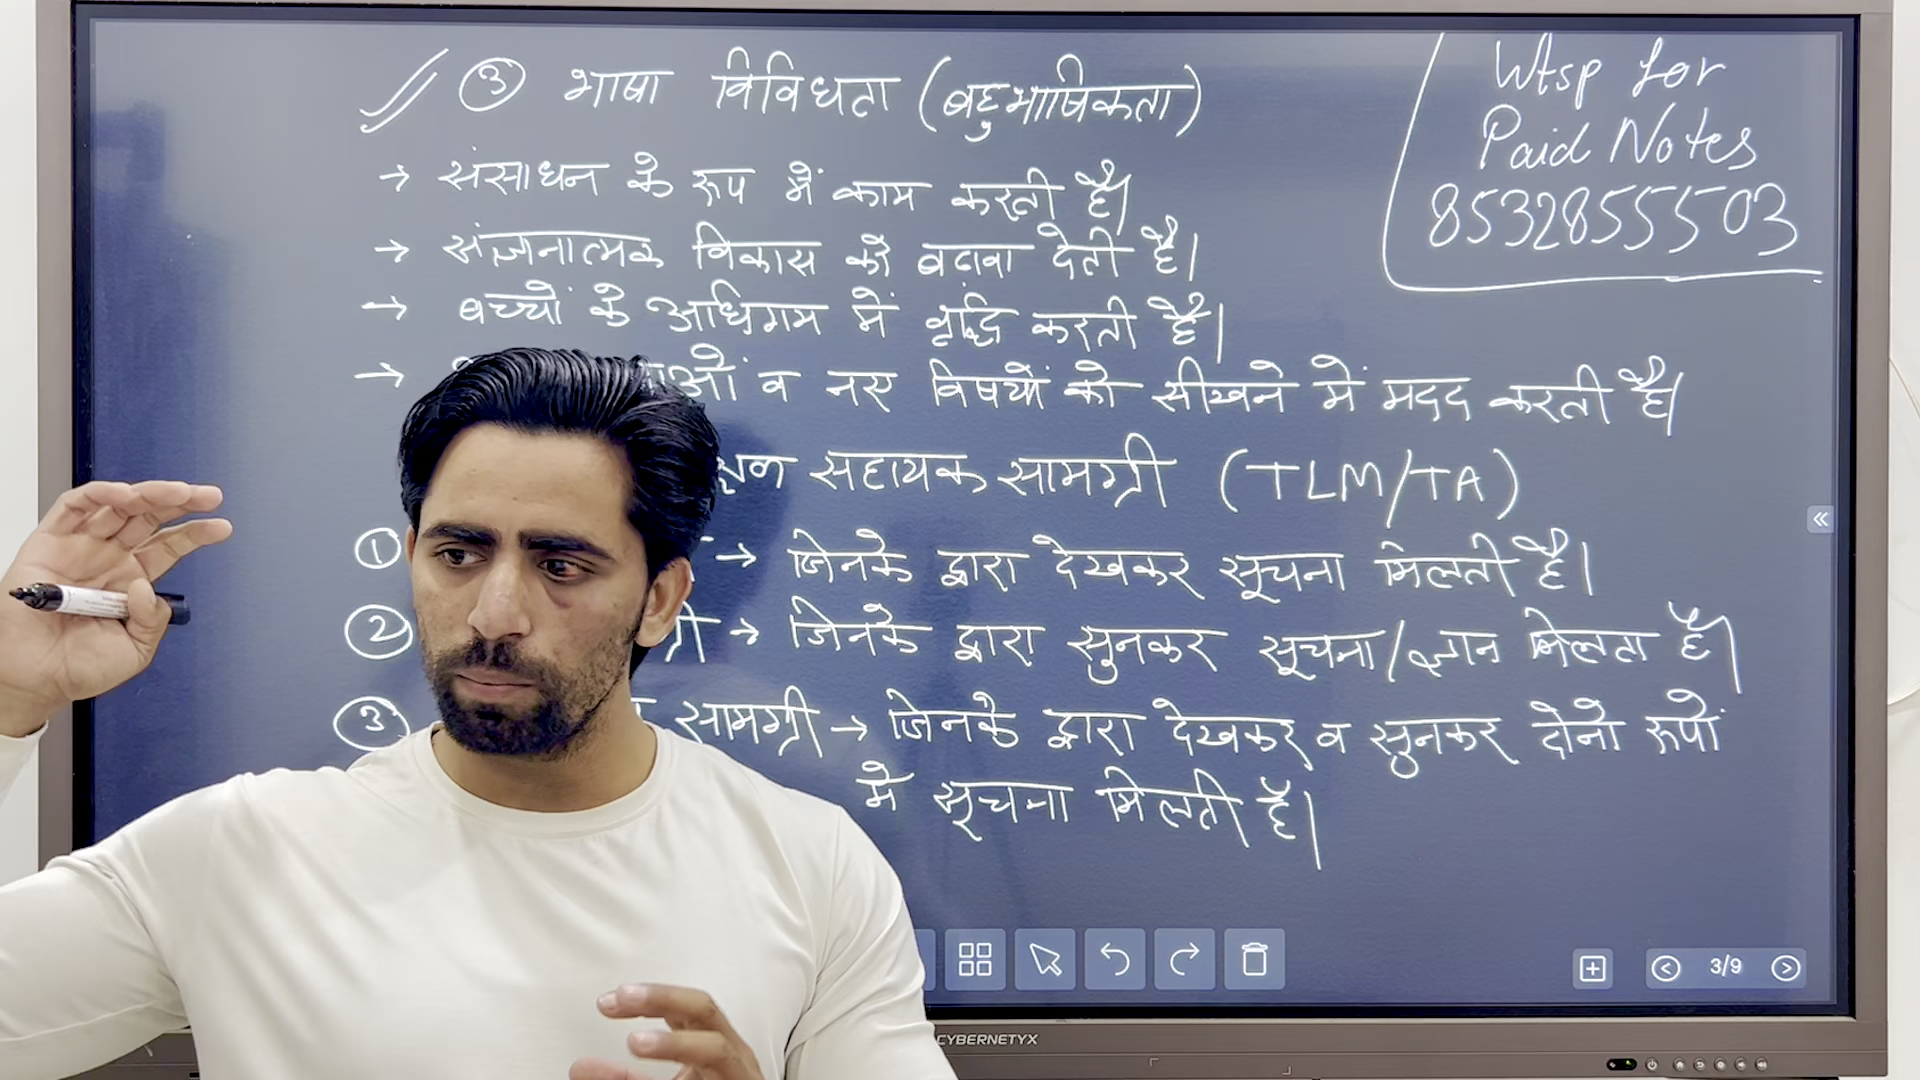 ③ भाषा विविधता (बहुभाषिकता)
→ संसाधन के रूप में काम करती है।
→ संज्ञनात्मक विकास को बढ़ावा देती है।
→ बच्चों के अधिगम में वृद्धि करती है।
→ व नए विषयों को सीखने में मदद करती है।
सहायक सामग्री (TLM/TA)
① → जिनके द्वारा देखकर सूचना मिलती है।
② → जिनके द्वारा सुनकर सूचना/ज्ञान मिलता है।
③ सामग्री → जिनके द्वारा देखकर व सुनकर दोनो रूपों
में सूचना मिलती है।
Wtsp for
Paid Notes
8532855503
3/9
CYBERNETYX